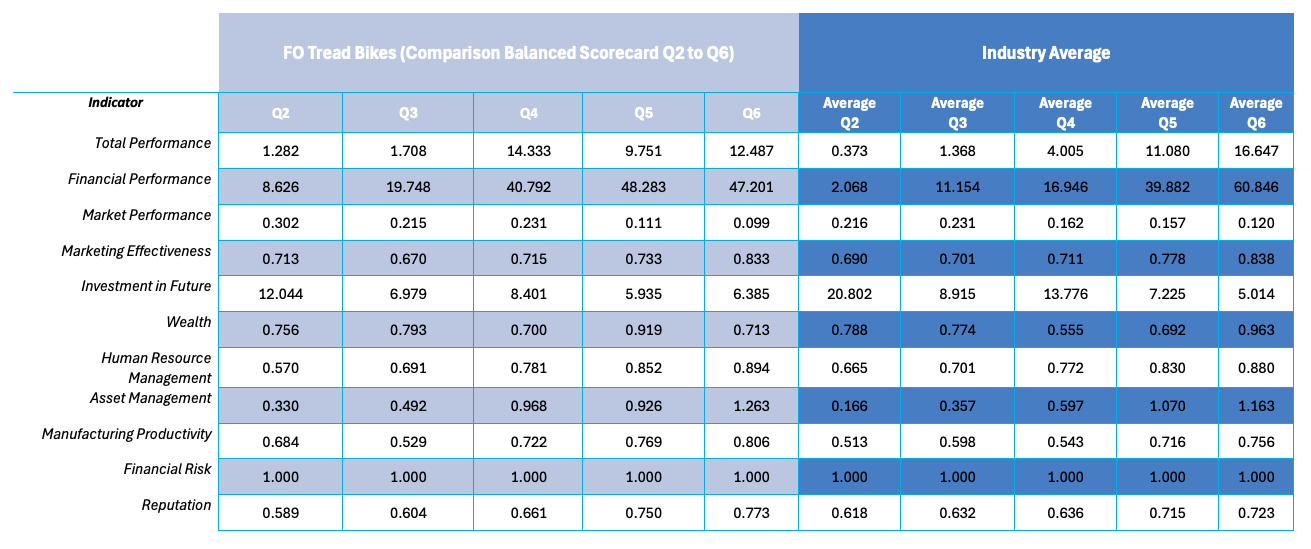 FO Tread Bikes (Comparison Balanced Scorecard Q2 to Q6) Industry Average
Indicator Q2 Q3 Q4 Q5 Q6 Average Q2 Average Q3 Average Q4 Average Q5 Average Q6
Total Performance 1.282 1.708 14.333 9.751 12.487 0.373 1.368 4.005 11.080 16.647
Financial Performance 8.626 19.748 40.792 48.283 47.201 2.068 11.154 16.946 39.882 60.846
Market Performance 0.302 0.215 0.231 0.111 0.099 0.216 0.231 0.162 0.157 0.120
Marketing Effectiveness 0.713 0.670 0.715 0.733 0.833 0.690 0.701 0.711 0.778 0.838
Investment in Future 12.044 6.979 8.401 5.935 6.385 20.802 8.915 13.776 7.225 5.014
Wealth 0.756 0.793 0.700 0.919 0.713 0.788 0.774 0.555 0.692 0.963
Human Resource Management 0.570 0.691 0.781 0.852 0.894 0.665 0.701 0.772 0.830 0.880
Asset Management 0.330 0.492 0.968 0.926 1.263 0.166 0.357 0.597 1.070 1.163
Manufacturing Productivity 0.684 0.529 0.722 0.769 0.806 0.513 0.598 0.543 0.716 0.756
Financial Risk 1.000 1.000 1.000 1.000 1.000 1.000 1.000 1.000 1.000 1.000
Reputation 0.589 0.604 0.661 0.750 0.773 0.618 0.632 0.636 0.715 0.723